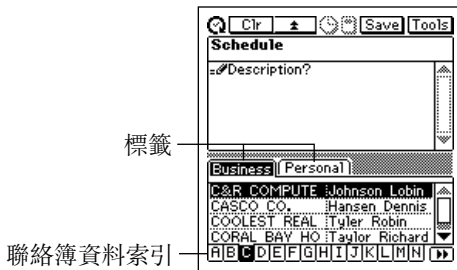 Clr Save Tools
Schedule
Description?
標籤
Business Personal
C&R COMPUTE Johnson Lobin
CASCO CO. Hansen Dennis
COOLEST REAL Tyler Robin
CORAL BAY HO Taylor Richard
聯絡簿資料索引
A B C D E F G H I J K L M N